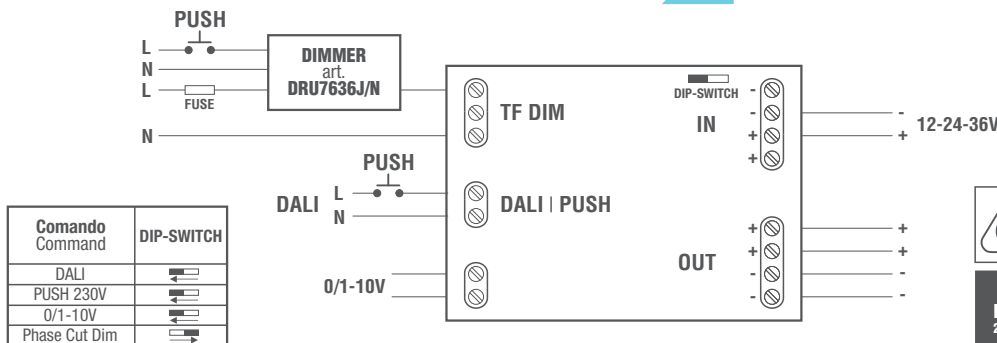 PUSH
L
N
L
FUSE
N
DIMMER
art.
DRU7636J/N
TF DIM
DIP-SWITCH
IN
-
-
+
+
-
+
12-24-36V
PUSH
DALI
L
N
DALI | PUSH
0/1-10V
OUT
+
+
-
-
+
+
-
-
Comando DIP-SWITCH
Command
DALI
PUSH 230V
0/1-10V
Phase Cut Dim